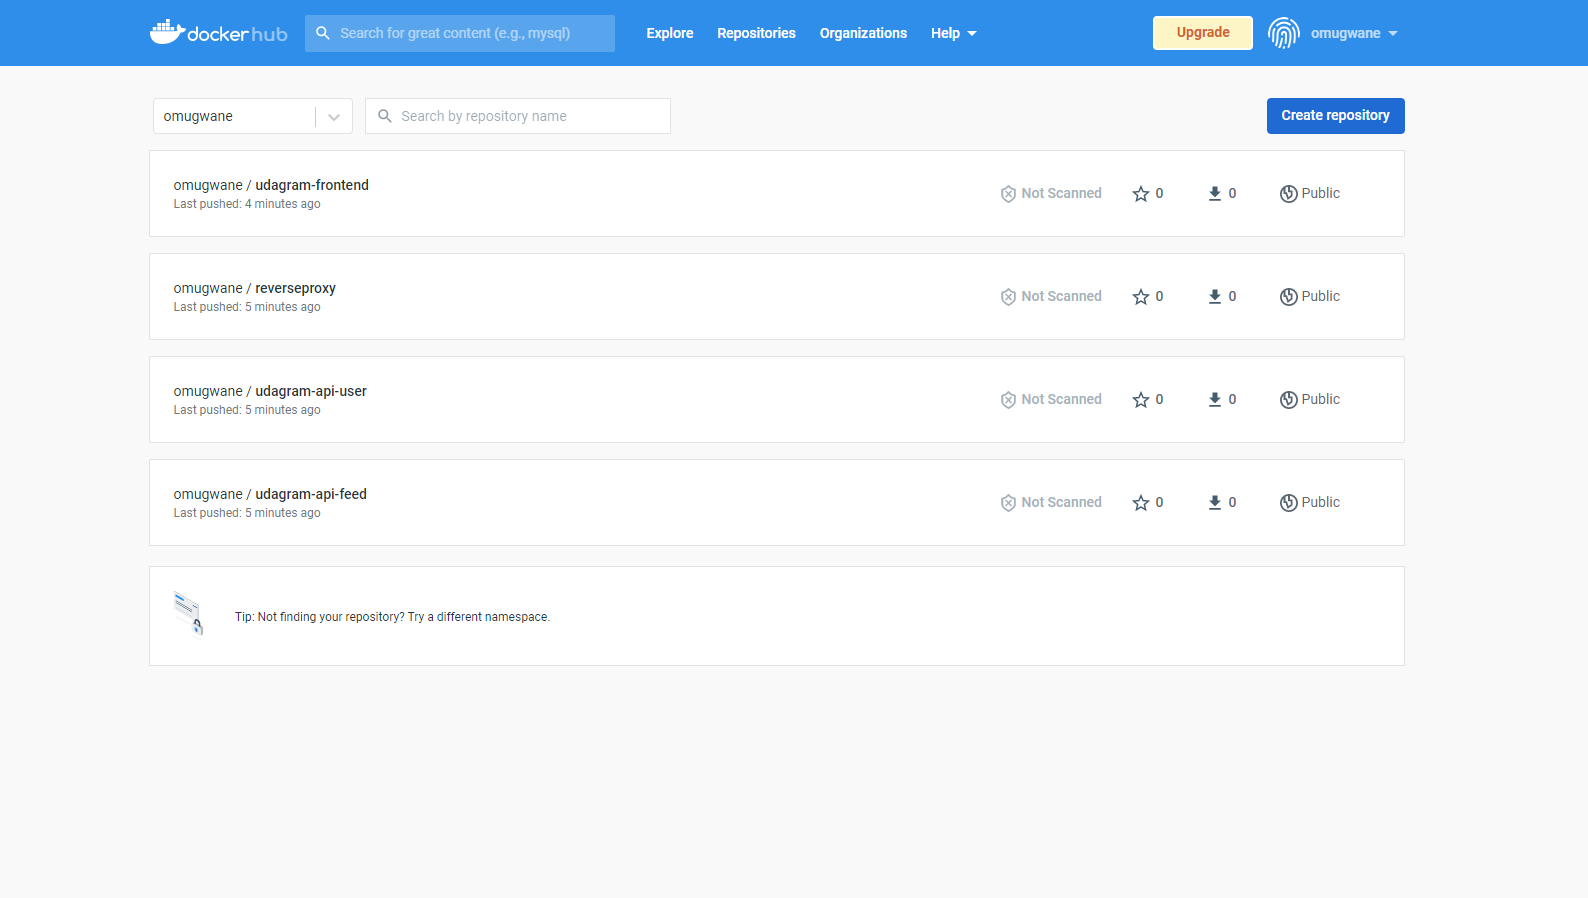 dockerhub Search for great content (e.g., mysql) Explore Repositories Organizations Help Upgrade omugwane
omugwane Search by repository name Create repository
omugwane / udagram-frontend
Last pushed: 4 minutes ago
Not Scanned 0 0 Public
omugwane / reverseproxy
Last pushed: 5 minutes ago
Not Scanned 0 0 Public
omugwane / udagram-api-user
Last pushed: 5 minutes ago
Not Scanned 0 0 Public
omugwane / udagram-api-feed
Last pushed: 5 minutes ago
Not Scanned 0 0 Public
Tip: Not finding your repository? Try a different namespace.